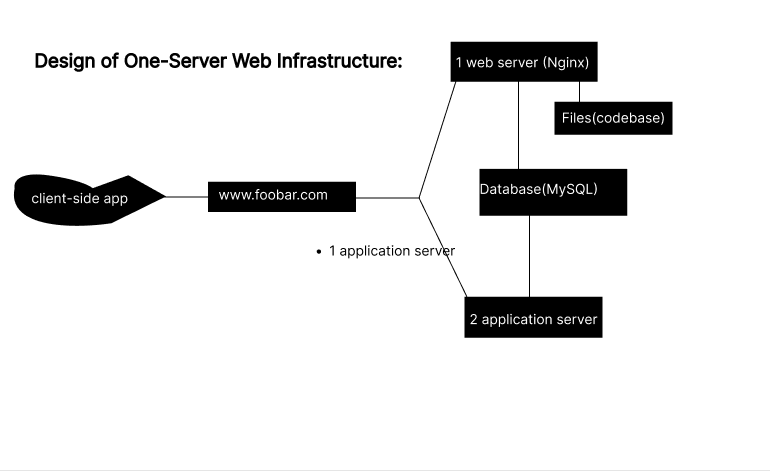 Design of One-Server Web Infrastructure:
1 web server (Nginx)
Files(codebase)
client-side app
www.foobar.com
Database(MySQL)
• 1 application server
2 application server